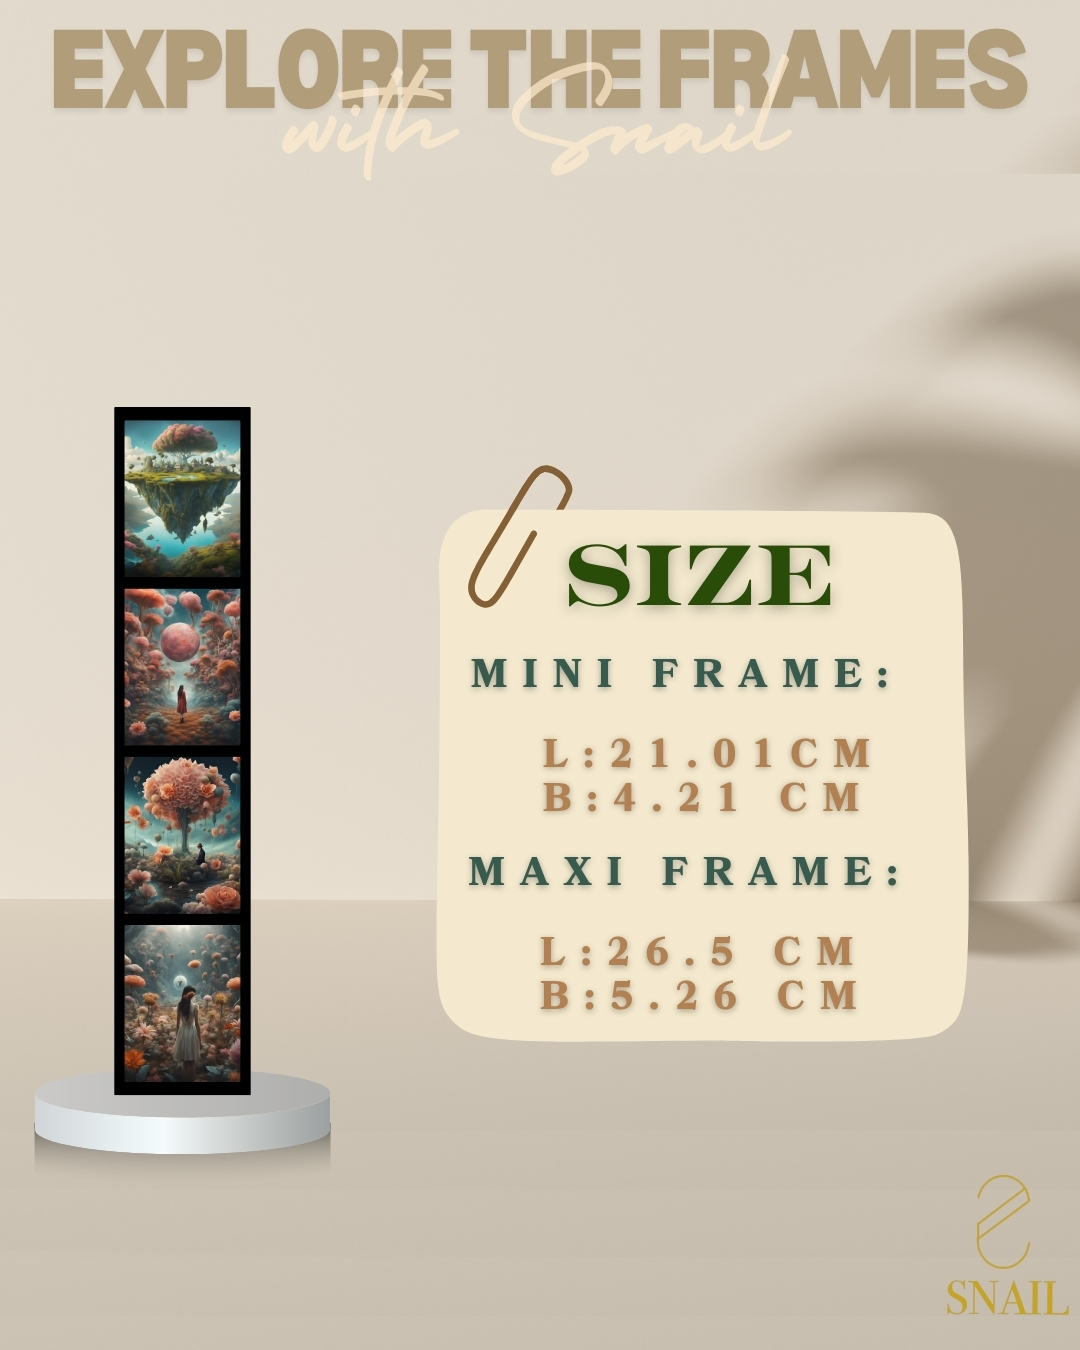 EXPLORE THE FRAMES
with Snail
SIZE
MINI FRAME:
L:21.01CM
B:4.21 CM
MAXI FRAME:
L:26.5 CM
B:5.26 CM
SNAIL